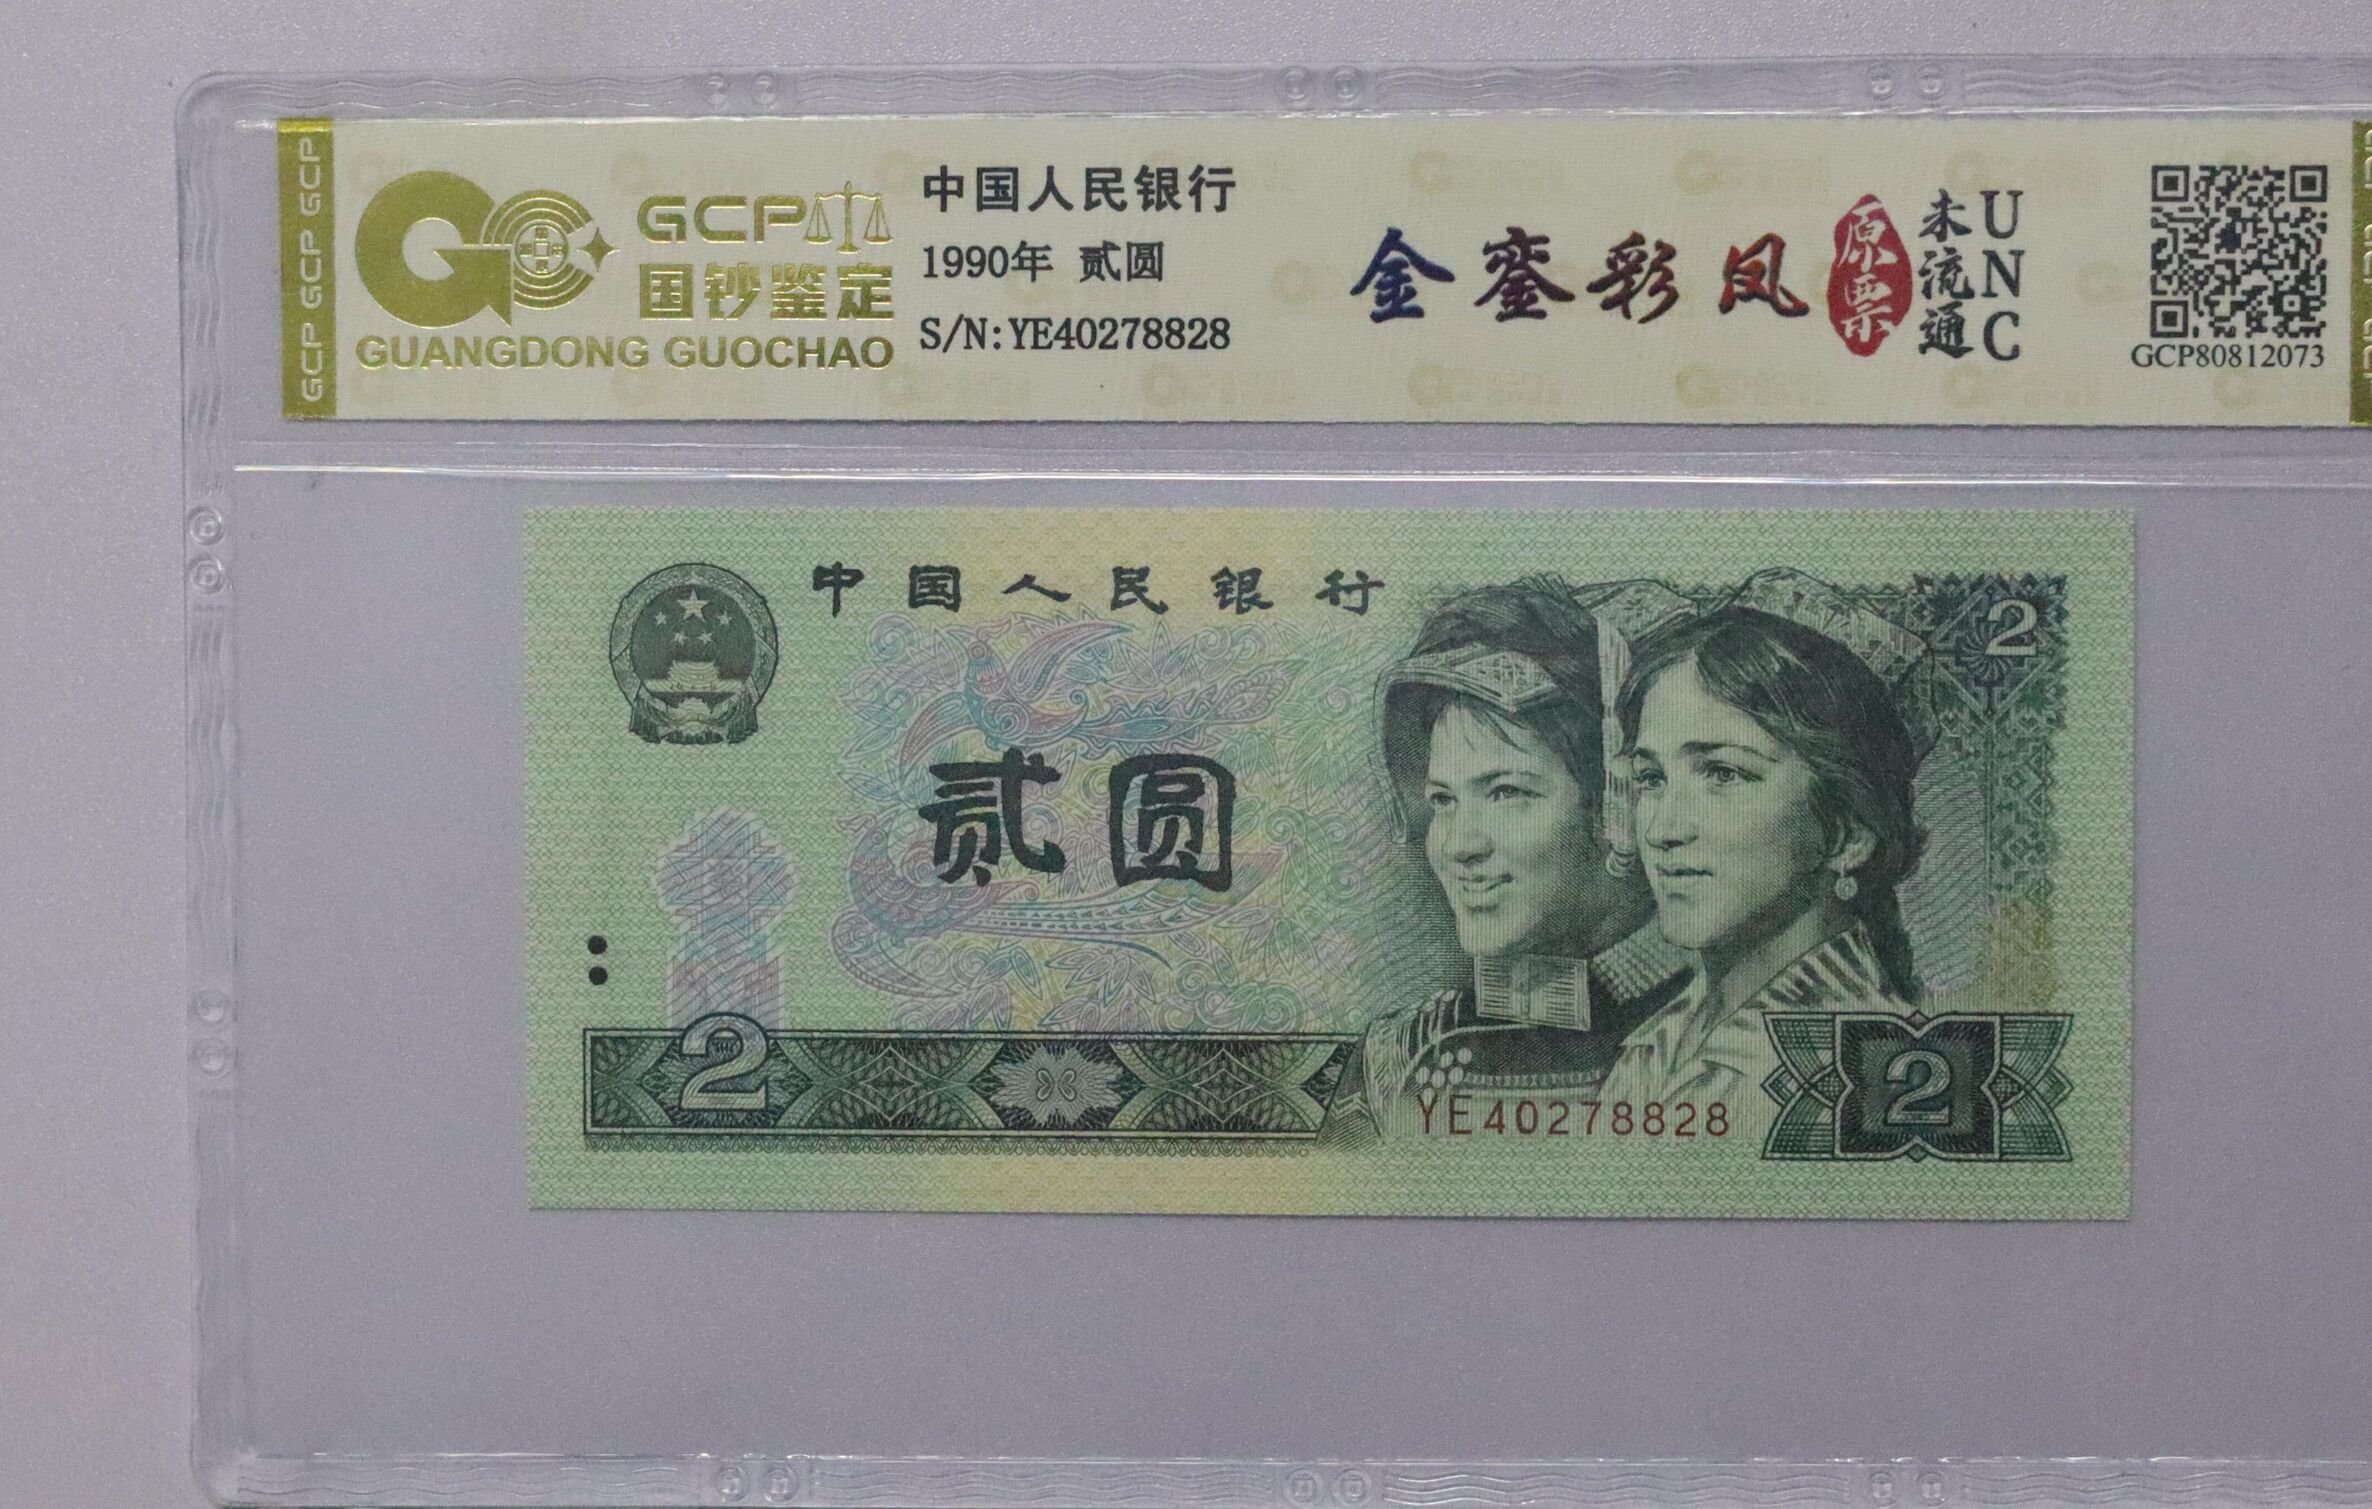 GCP GCP GCP
GCP
国钞鉴定
GUANGDONG GUOCHAO
中国人民银行
1990年 贰圆
S/N:YE40278828
金銮彩凤
原票
未流通
UNC
GCP80812073
中国人民银行
2
贰圆
2
YE40278828
2